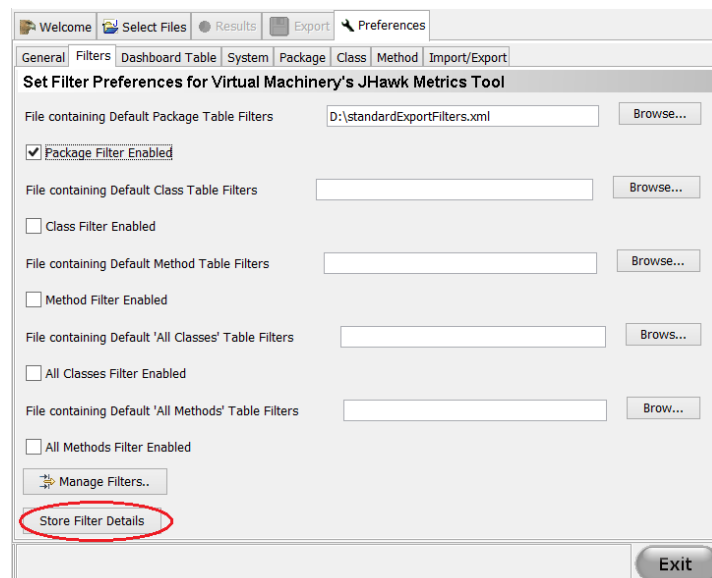 Welcome Select Files Results Export Preferences
General Filters Dashboard Table System Package Class Method Import/Export
Set Filter Preferences for Virtual Machinery's JHawk Metrics Tool
File containing Default Package Table Filters D:\standardExportFilters.xml Browse...
Package Filter Enabled
File containing Default Class Table Filters Browse...
Class Filter Enabled
File containing Default Method Table Filters Browse...
Method Filter Enabled
File containing Default 'All Classes' Table Filters Brows...
All Classes Filter Enabled
File containing Default 'All Methods' Table Filters Brow...
All Methods Filter Enabled
Manage Filters..
Store Filter Details
Exit